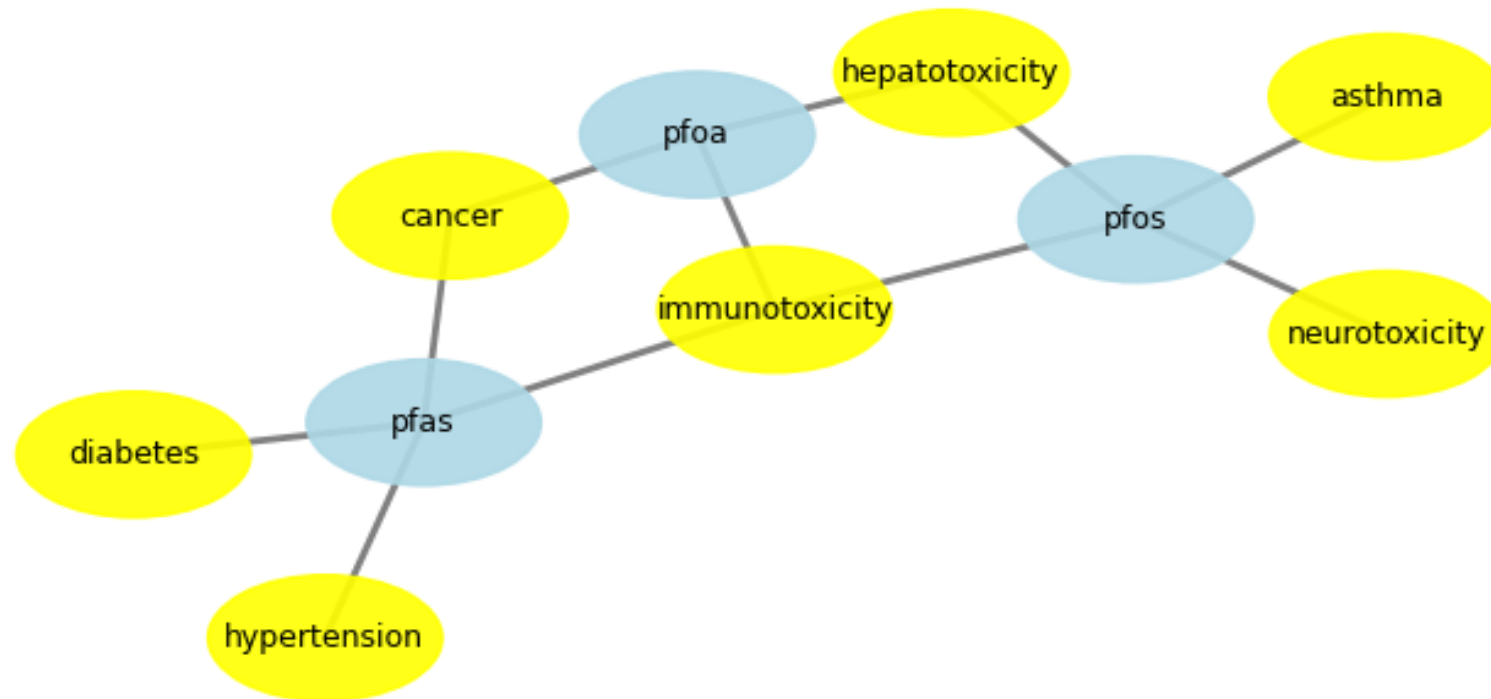 hepatotoxicity
asthma
pfoa
cancer
pfos
immunotoxicity
neurotoxicity
pfas
diabetes
hypertension